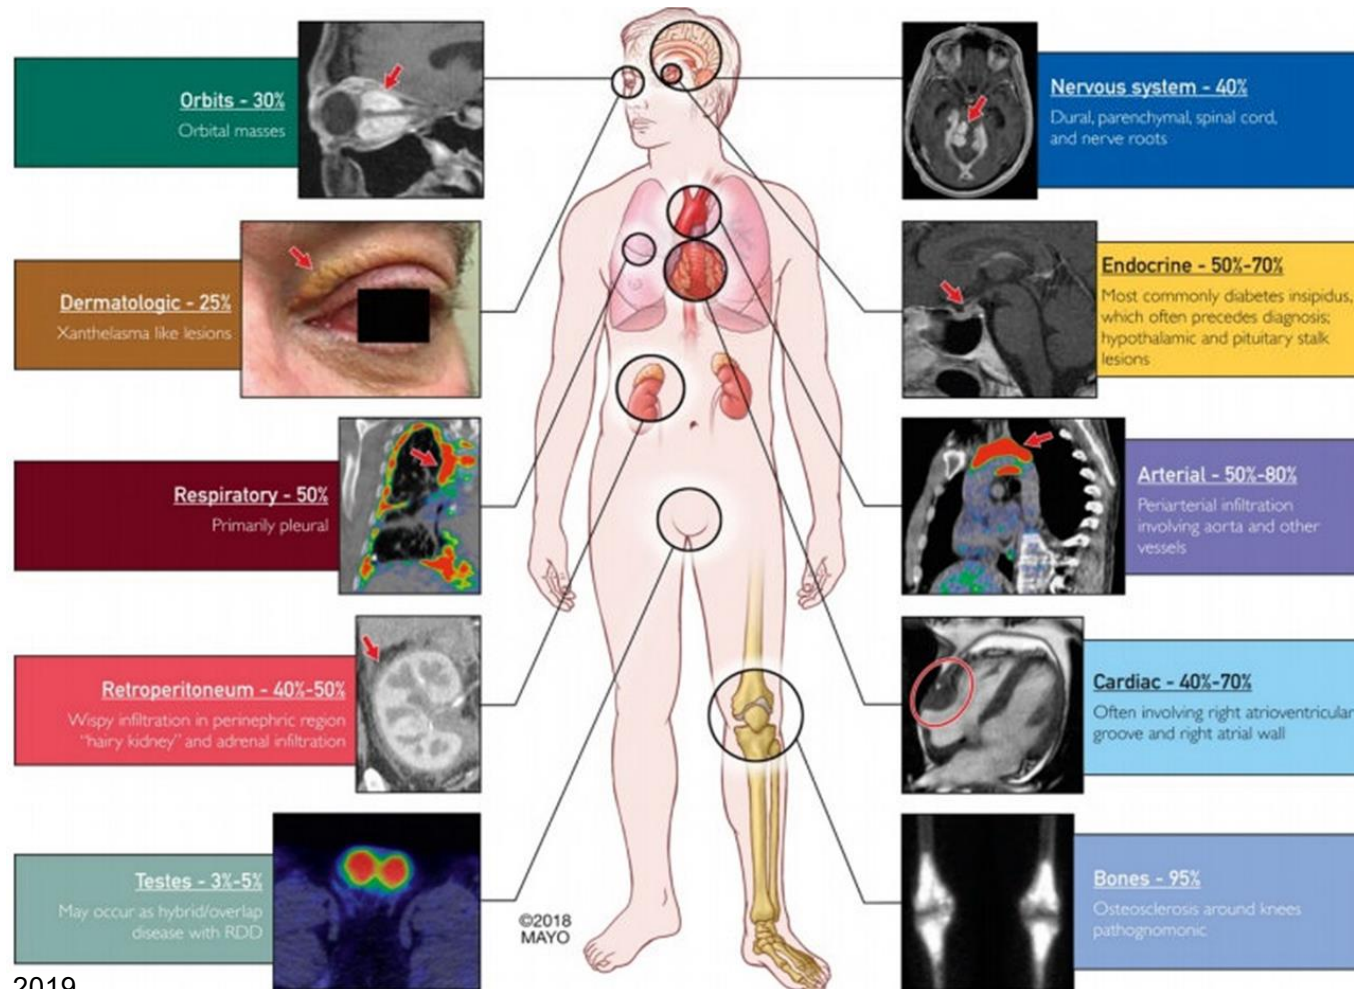 Orbits - 30%
Orbital masses
Dermatologic - 25%
Xanthelasma like lesions
Respiratory - 50%
Primarily pleural
Retroperitoneum - 40%-50%
Wispy infiltration in perinephric region
"hairy kidney" and adrenal infiltration
Testes - 3%-5%
May occur as hybrid/overlap
disease with RDD
2019
©2018
MAYO
Nervous system - 40%
Dural, parenchymal, spinal cord,
and nerve roots
Endocrine - 50%-70%
Most commonly diabetes insipidus,
which often precedes diagnosis;
hypothalamic and pituitary stalk
lesions
Arterial - 50%-80%
Periarterial infiltration
involving aorta and other
vessels
Cardiac - 40%-70%
Often involving right atrioventricular
groove and right atrial wall
Bones - 95%
Osteosclerosis around knees
pathognomonic